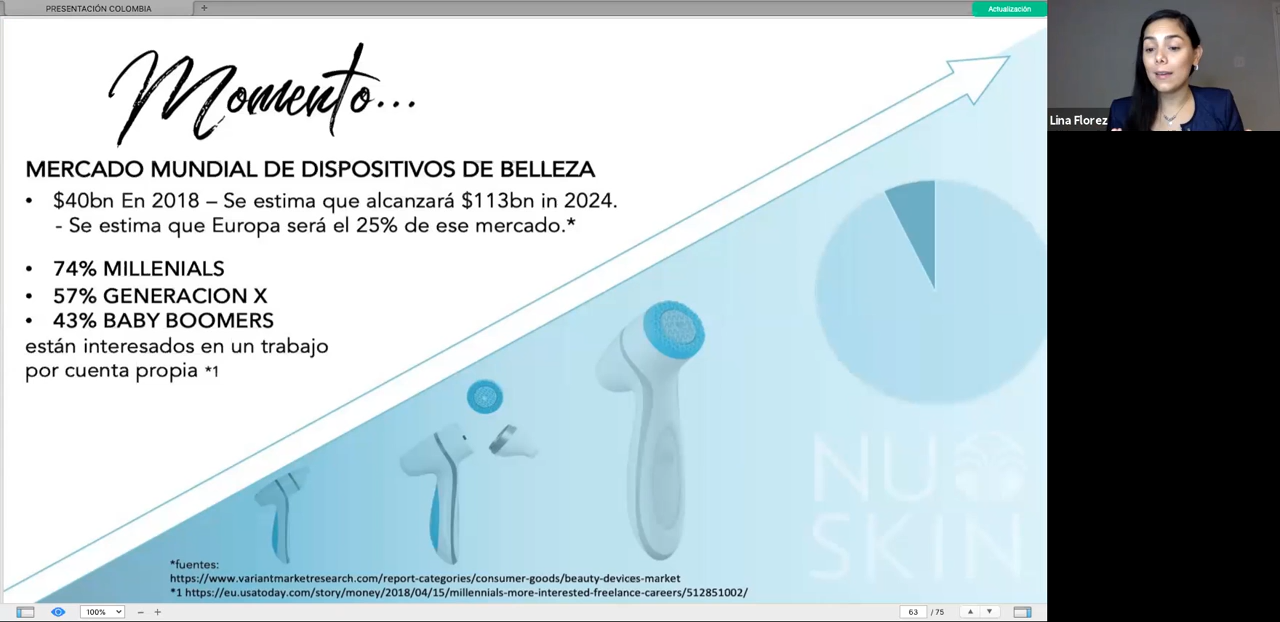 PRESENTACIÓN COLOMBIA
+
Actualización
Momento...
MERCADO MUNDIAL DE DISPOSITIVOS DE BELLEZA
• $40bn En 2018 – Se estima que alcanzará $113bn in 2024.
- Se estima que Europa será el 25% de ese mercado.*
• 74% MILLENIALS
• 57% GENERACION X
• 43% BABY BOOMERS
están interesados en un trabajo
por cuenta propia *1
NU
SKIN
*fuentes:
https://www.variantmarketresearch.com/report-categories/consumer-goods/beauty-devices-market
*1 https://eu.usatoday.com/story/money/2018/04/15/millennials-more-interested-freelance-careers/512851002/
100%
63 / 75
Lina Florez